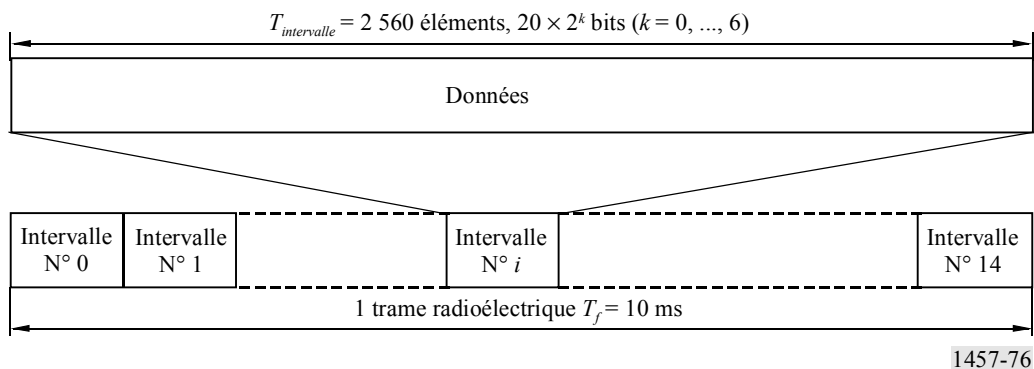 T_intervalle = 2 560 éléments, 20 × 2^k bits (k = 0, ..., 6)
Données
Intervalle
N° 0
Intervalle
N° 1
Intervalle
N° i
Intervalle
N° 14
1 trame radioélectrique T_f = 10 ms
1457-76